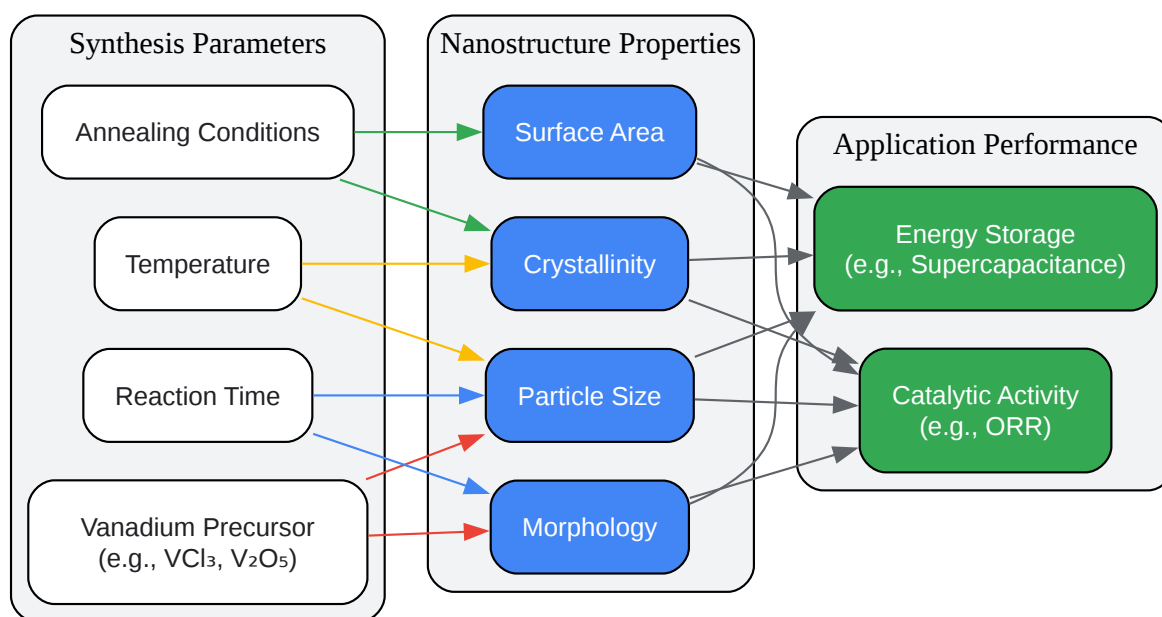 Synthesis Parameters
Annealing Conditions
Temperature
Reaction Time
Vanadium Precursor
(e.g., VCl₃, V₂O₅)
Nanostructure Properties
Surface Area
Crystallinity
Particle Size
Morphology
Application Performance
Energy Storage
(e.g., Supercapacitance)
Catalytic Activity
(e.g., ORR)